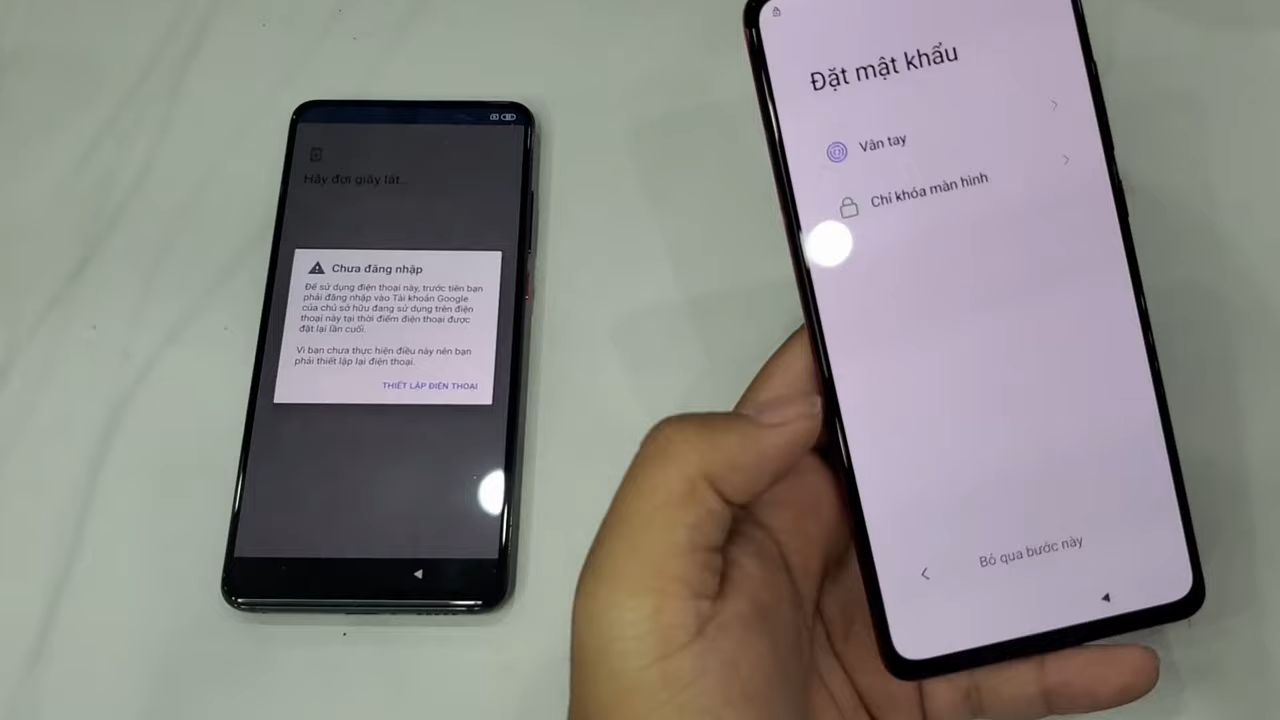 Hãy đợi giây lát...
Chưa đăng nhập
Để sử dụng điện thoại này, trước tiên bạn
phải đăng nhập vào Tài khoản Google
của chủ sở hữu đang sử dụng trên điện
thoại này tại thời điểm điện thoại được
đặt lại lần cuối.
Vì bạn chưa thực hiện điều này nên bạn
phải thiết lập lại điện thoại.
THIẾT LẬP ĐIỆN THOẠI
Đặt mật khẩu
Vân tay
Chỉ khóa màn hình
Bỏ qua bước này